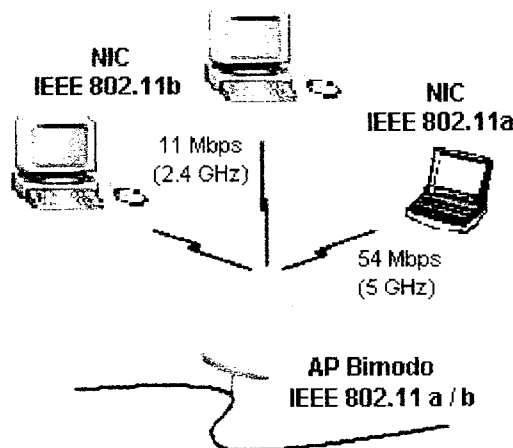 NIC
IEEE 802.11b
NIC
IEEE 802.11a
11 Mbps
(2.4 GHz)
54 Mbps
(5 GHz)
AP Bimodo
IEEE 802.11 a / b